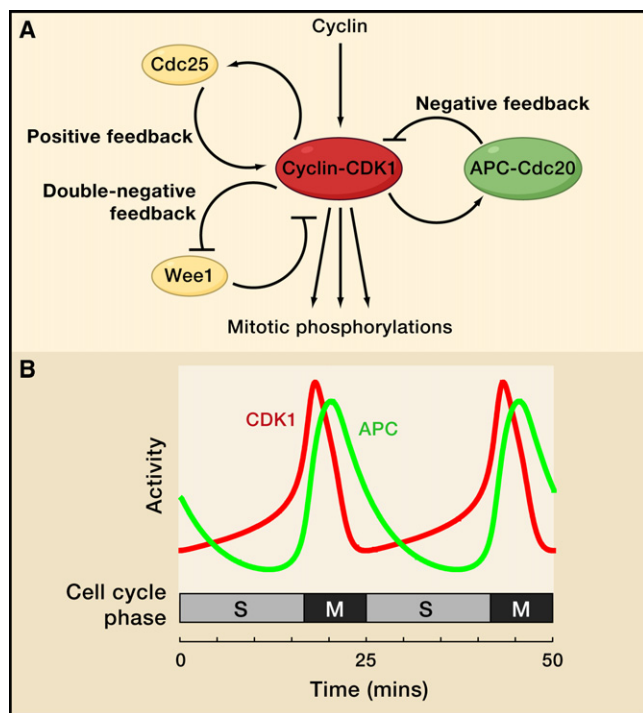 A
Cyclin
Cdc25
Negative feedback
Positive feedback
Cyclin-CDK1
APC-Cdc20
Double-negative
feedback
Wee1
Mitotic phosphorylations
B
CDK1
APC
Activity
Cell cycle
phase
S M S M
0 25 50
Time (mins)